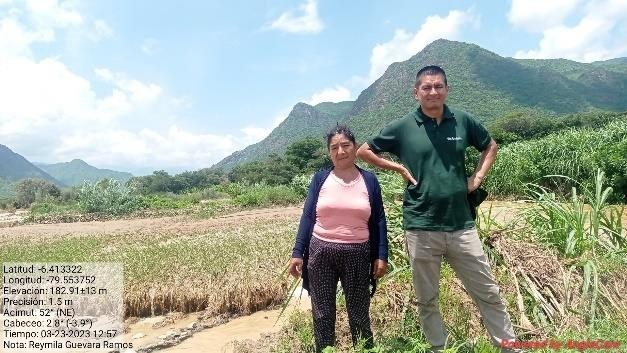 Latitud: -6.413322
Longitud: -79.553752
Elevación: 182.91±13 m
Precisión: 1.5 m
Acimut: 52° (NE)
Cabeceo: 2.8° (-3.9°)
Tiempo: 03-23-2023 12:57
Nota: Reymila Guevara Ramos
Powered by AngleCam